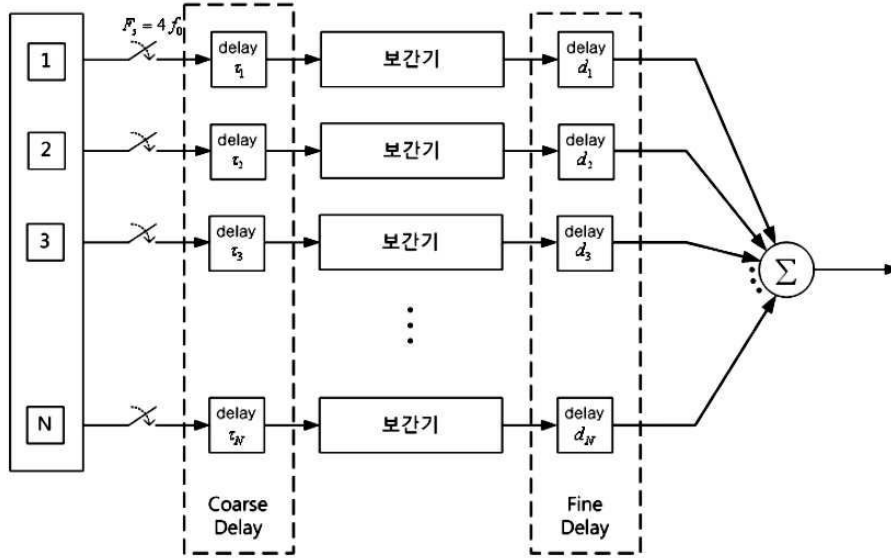 F_s = 4 f_0
1
delay
τ_1
보간기
delay
d_1
2
delay
τ_2
보간기
delay
d_2
3
delay
τ_3
보간기
delay
d_3
Σ
N
delay
τ_N
보간기
delay
d_N
Coarse
Delay
Fine
Delay